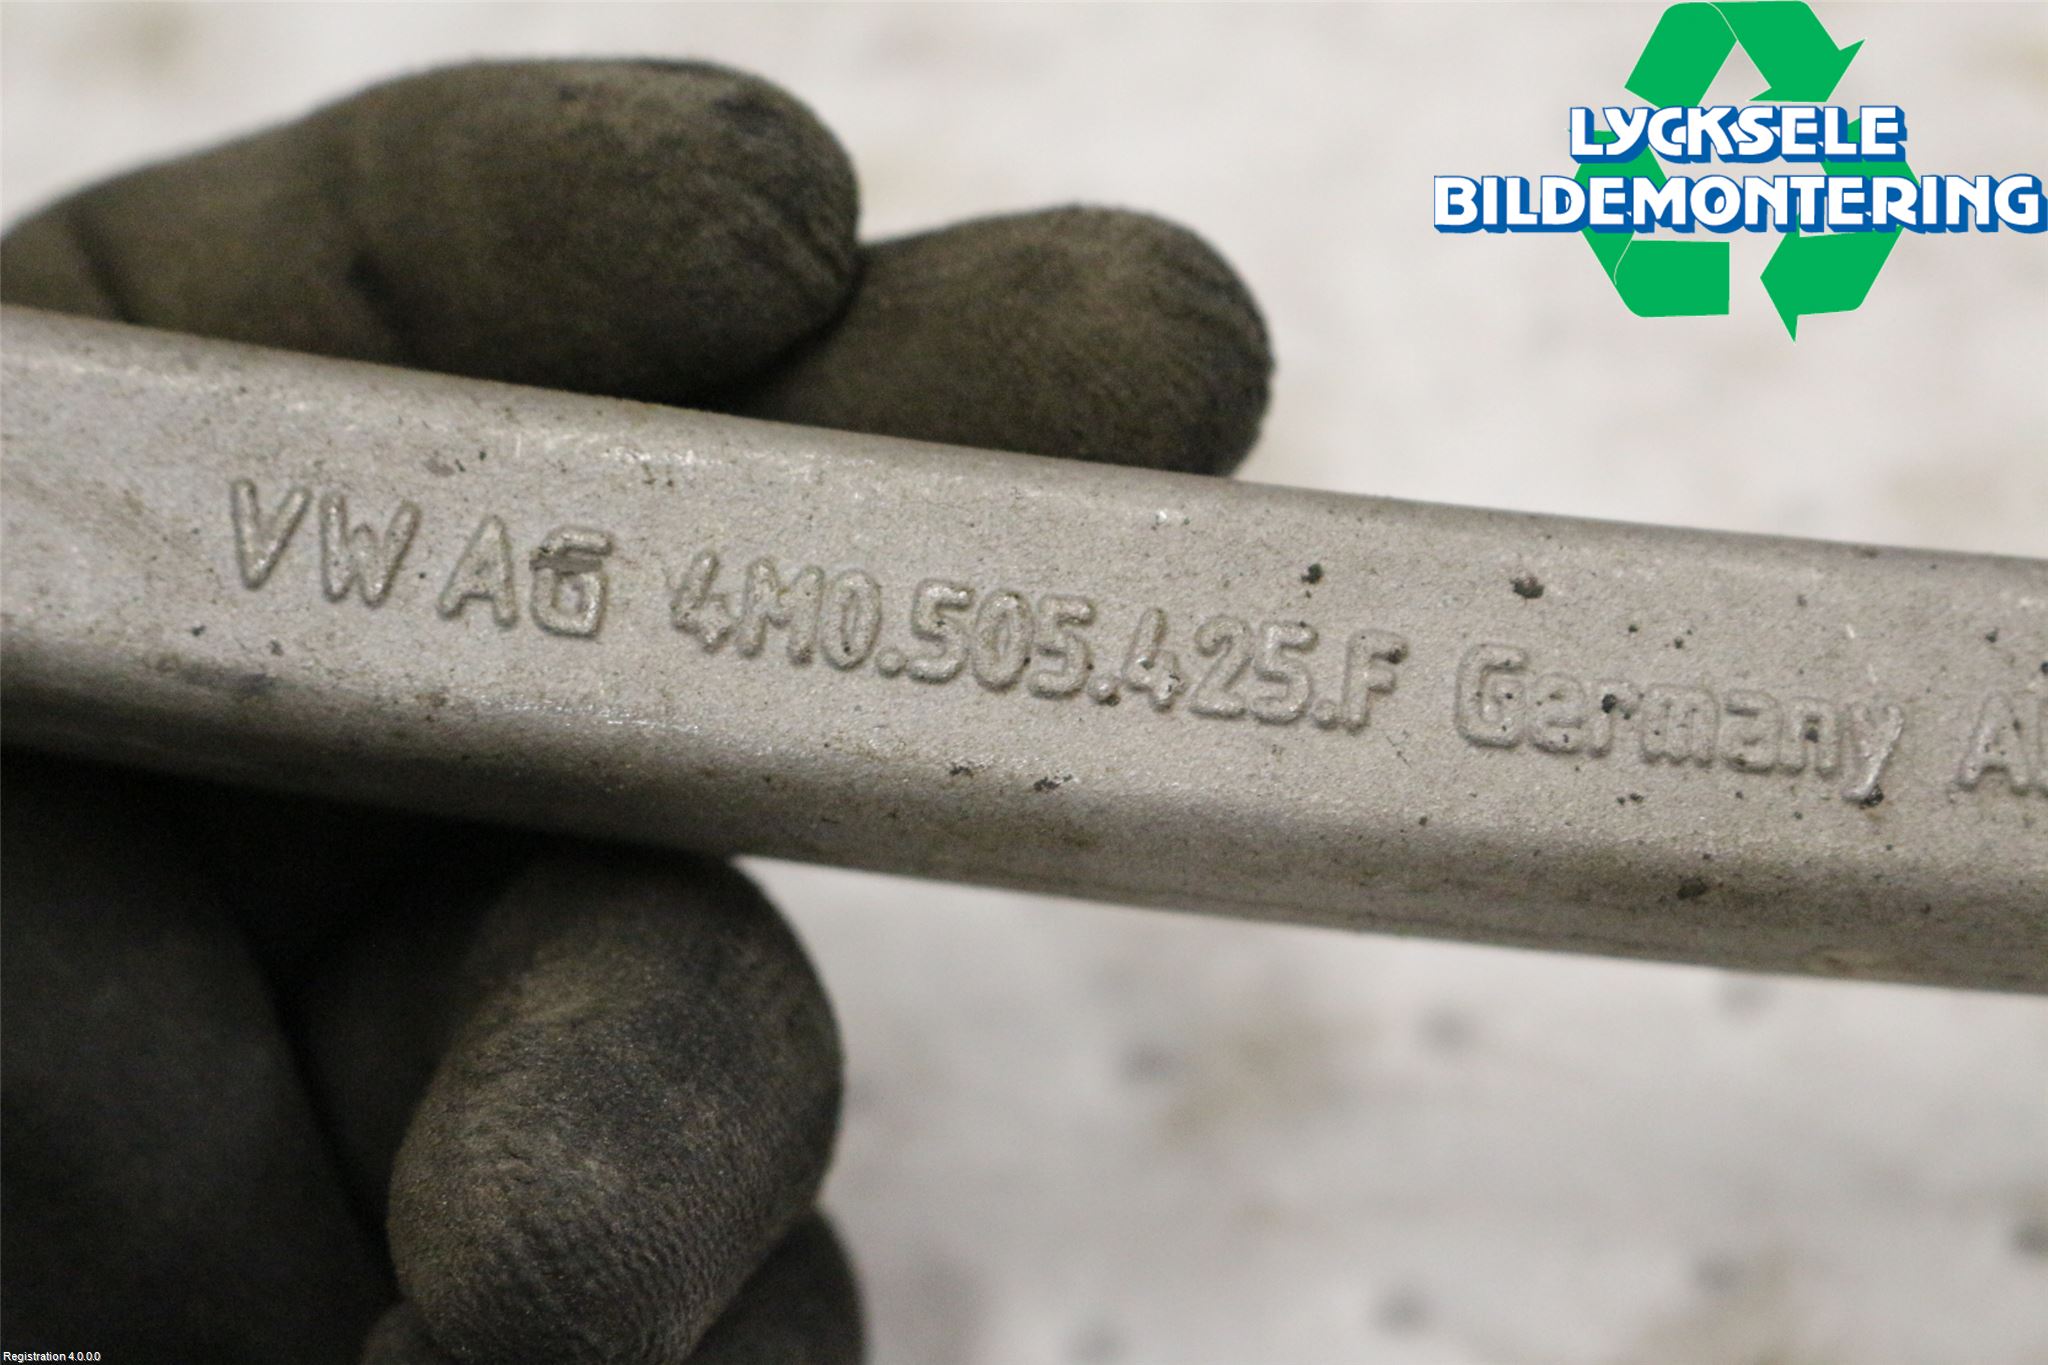 LYCKSELE
BILDEMONTERING
VW AG 4M0.505.425.F Germany
Registration 4.0.0.0